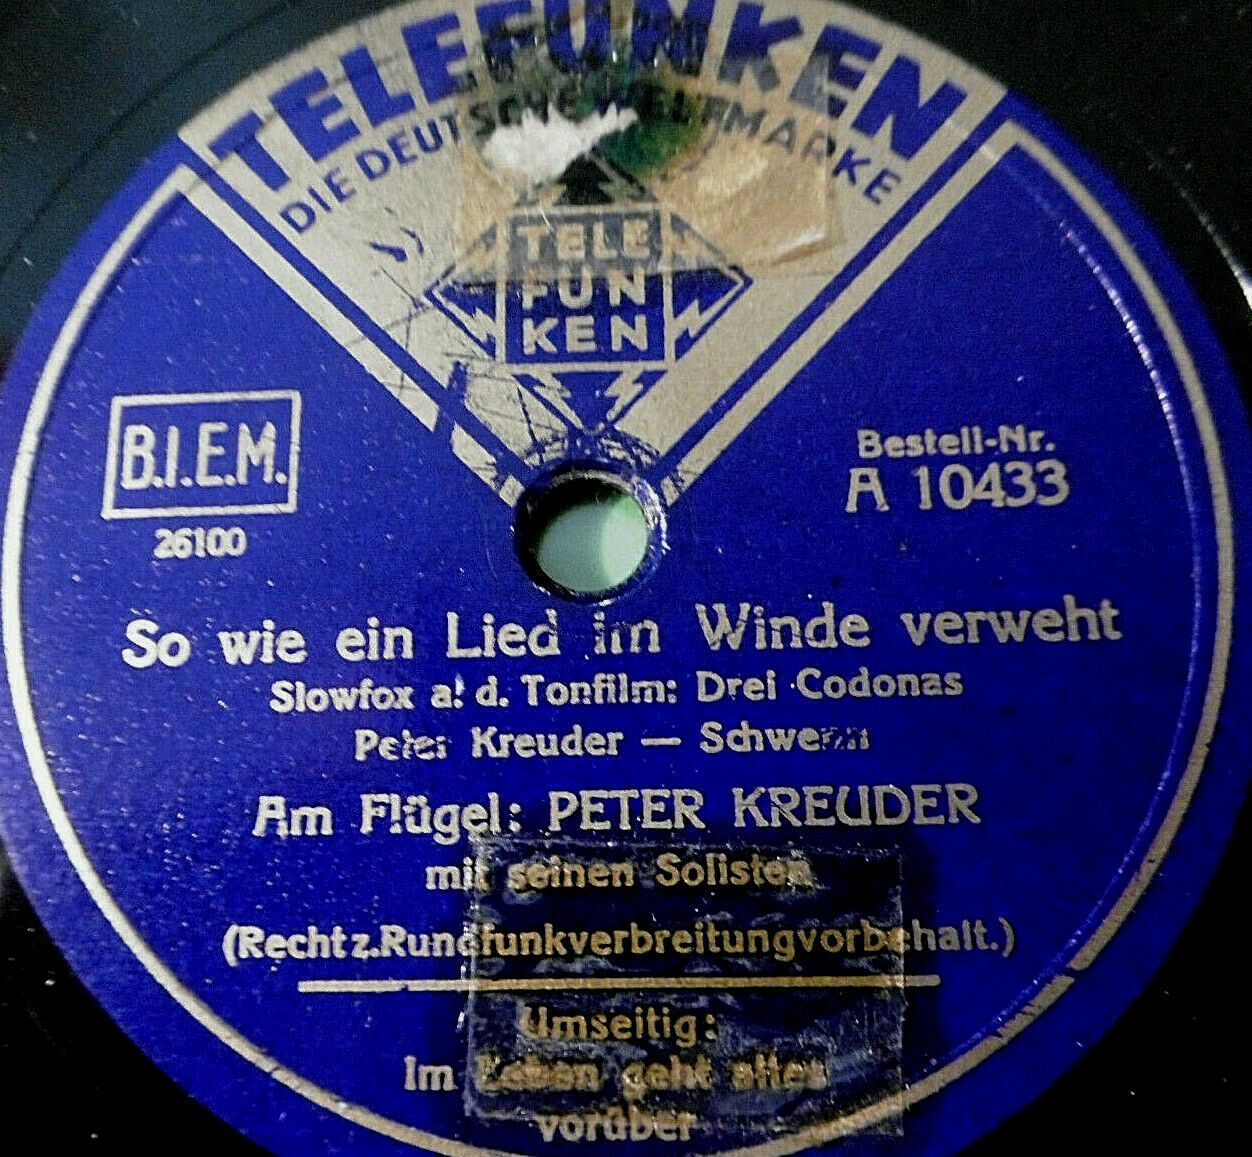 TELEFUNKEN
DIE DEUTSCHE WELTMARKE
TELE
FUN
KEN
B.I.E.M.
26100
Bestell-Nr.
A 10433
So wie ein Lied im Winde verweht
Slowfox a. d. Tonfilm: Drei Codonas
Peter Kreuder — Schwenn
Am Flügel: PETER KREUDER
mit seinen Solisten
(Recht z. Rundfunkverbreitung vorbehalt.)
Umseitig:
Im Leben geht alles
vorüber